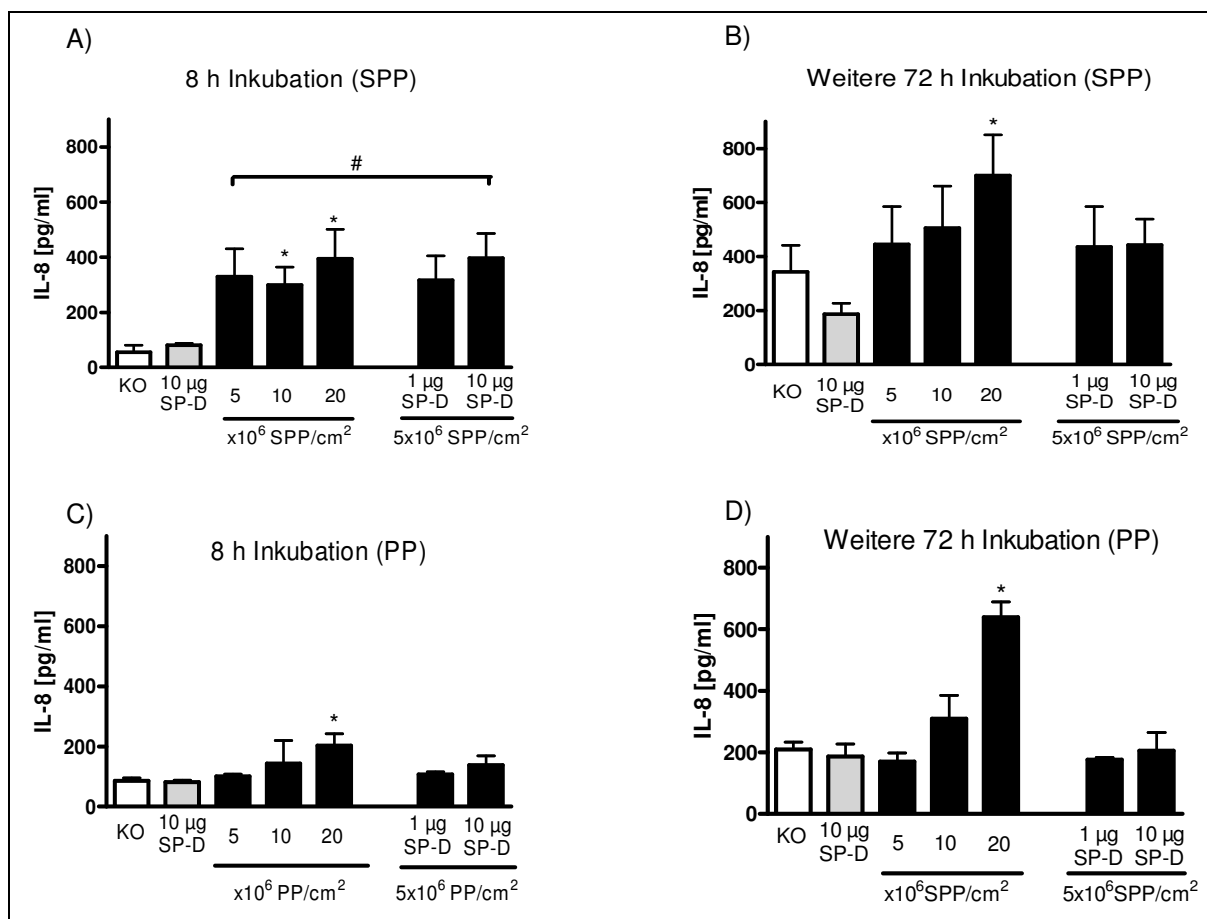 A)
8 h Inkubation (SPP)
IL-8 [pg/ml]
800
600
400
200
0
#
*
*
KO
10 µg
SP-D
5
10
20
x10⁶ SPP/cm²
1 µg
SP-D
10 µg
SP-D
5x10⁶ SPP/cm²
B)
Weitere 72 h Inkubation (SPP)
IL-8 [pg/ml]
800
600
400
200
0
*
KO
10 µg
SP-D
5
10
20
x10⁶ SPP/cm²
1 µg
SP-D
10 µg
SP-D
5x10⁶ SPP/cm²
C)
8 h Inkubation (PP)
IL-8 [pg/ml]
800
600
400
200
0
*
KO
10 µg
SP-D
5
10
20
x10⁶ PP/cm²
1 µg
SP-D
10 µg
SP-D
5x10⁶ PP/cm²
D)
Weitere 72 h Inkubation (PP)
IL-8 [pg/ml]
800
600
400
200
0
*
KO
10 µg
SP-D
5
10
20
x10⁶SPP/cm²
1 µg
SP-D
10 µg
SP-D
5x10⁶SPP/cm²